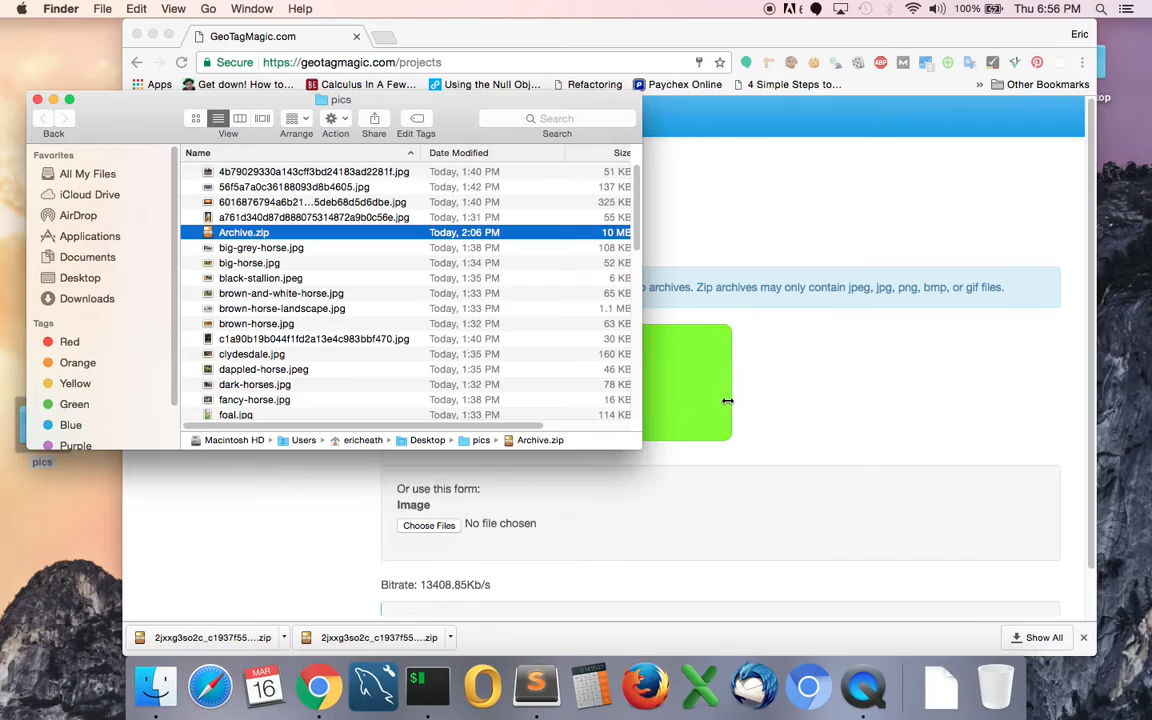 Finder File Edit View Go Window Help 100% Thu 6:56 PM
GeoTagMagic.com Eric
Secure https://geotagmagic.com/projects
Apps Get down! How to... Calculus In A Few... Using the Null Obj... Refactoring Paychex Online 4 Simple Steps to... » Other Bookmarks
pics
Back View Arrange Action Share Edit Tags Search
Search
Favorites
All My Files
iCloud Drive
AirDrop
Applications
Documents
Desktop
Downloads
Tags
Red
Orange
Yellow
Green
Blue
Purple
Name Date Modified Size
4b79029330a143cff3bd24183ad2281f.jpg Today, 1:40 PM 51 KB
56f5a7a0c36188093d8b4605.jpg Today, 1:42 PM 137 KB
6016876794a6b21...5deb68d5d6dbe.jpg Today, 1:40 PM 325 KB
a761d340d87d888075314872a9b0c56e.jpg Today, 1:31 PM 55 KB
Archive.zip Today, 2:06 PM 10 MB
big-grey-horse.jpg Today, 1:38 PM 108 KB
big-horse.jpg Today, 1:34 PM 52 KB
black-stallion.jpeg Today, 1:35 PM 6 KB
brown-and-white-horse.jpg Today, 1:33 PM 65 KB
brown-horse-landscape.jpg Today, 1:33 PM 1.1 MB
brown-horse.jpg Today, 1:32 PM 63 KB
c1a90b19b044f1fd2a13e4c983bbf470.jpg Today, 1:40 PM 30 KB
clydesdale.jpg Today, 1:35 PM 160 KB
dappled-horse.jpeg Today, 1:35 PM 46 KB
dark-horses.jpg Today, 1:32 PM 78 KB
fancy-horse.jpg Today, 1:38 PM 16 KB
foal.jpg Today, 1:33 PM 114 KB
Macintosh HD Users ericheath Desktop pics Archive.zip
archives. Zip archives may only contain jpeg, jpg, png, bmp, or gif files.
pics
Or use this form:
Image
Choose Files No file chosen
Bitrate: 13408.85Kb/s
2jxxg3so2c_c1937f55....zip 2jxxg3so2c_c1937f55....zip Show All
MAR
16